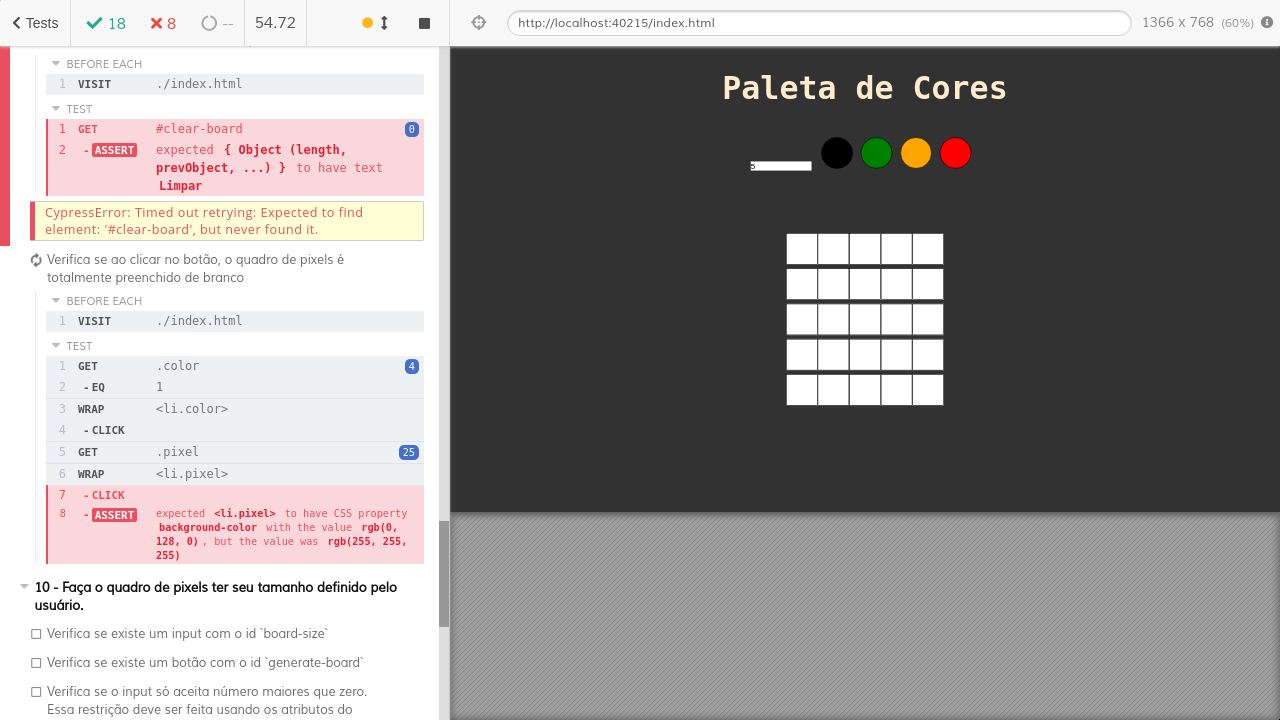 Tests
18
8
--
54.72
http://localhost:40215/index.html
1366 x 768 (60%)
BEFORE EACH
1 VISIT ./index.html
TEST
1 GET #clear-board 0
2 - ASSERT expected { Object (length,
prevObject, ...) } to have text
Limpar
CypressError: Timed out retrying: Expected to find
element: '#clear-board', but never found it.
Verifica se ao clicar no botão, o quadro de pixels é
totalmente preenchido de branco
BEFORE EACH
1 VISIT ./index.html
TEST
1 GET .color 4
2 - EQ 1
3 WRAP <li.color>
4 - CLICK
5 GET .pixel 25
6 WRAP <li.pixel>
7 - CLICK
8 - ASSERT expected <li.pixel> to have CSS property
background-color with the value rgb(0,
128, 0) , but the value was rgb(255, 255,
255)
10 - Faça o quadro de pixels ter seu tamanho definido pelo
usuário.
Verifica se existe um input com o id `board-size`
Verifica se existe um botão com o id `generate-board`
Verifica se o input só aceita número maiores que zero.
Essa restrição deve ser feita usando os atributos do
Paleta de Cores